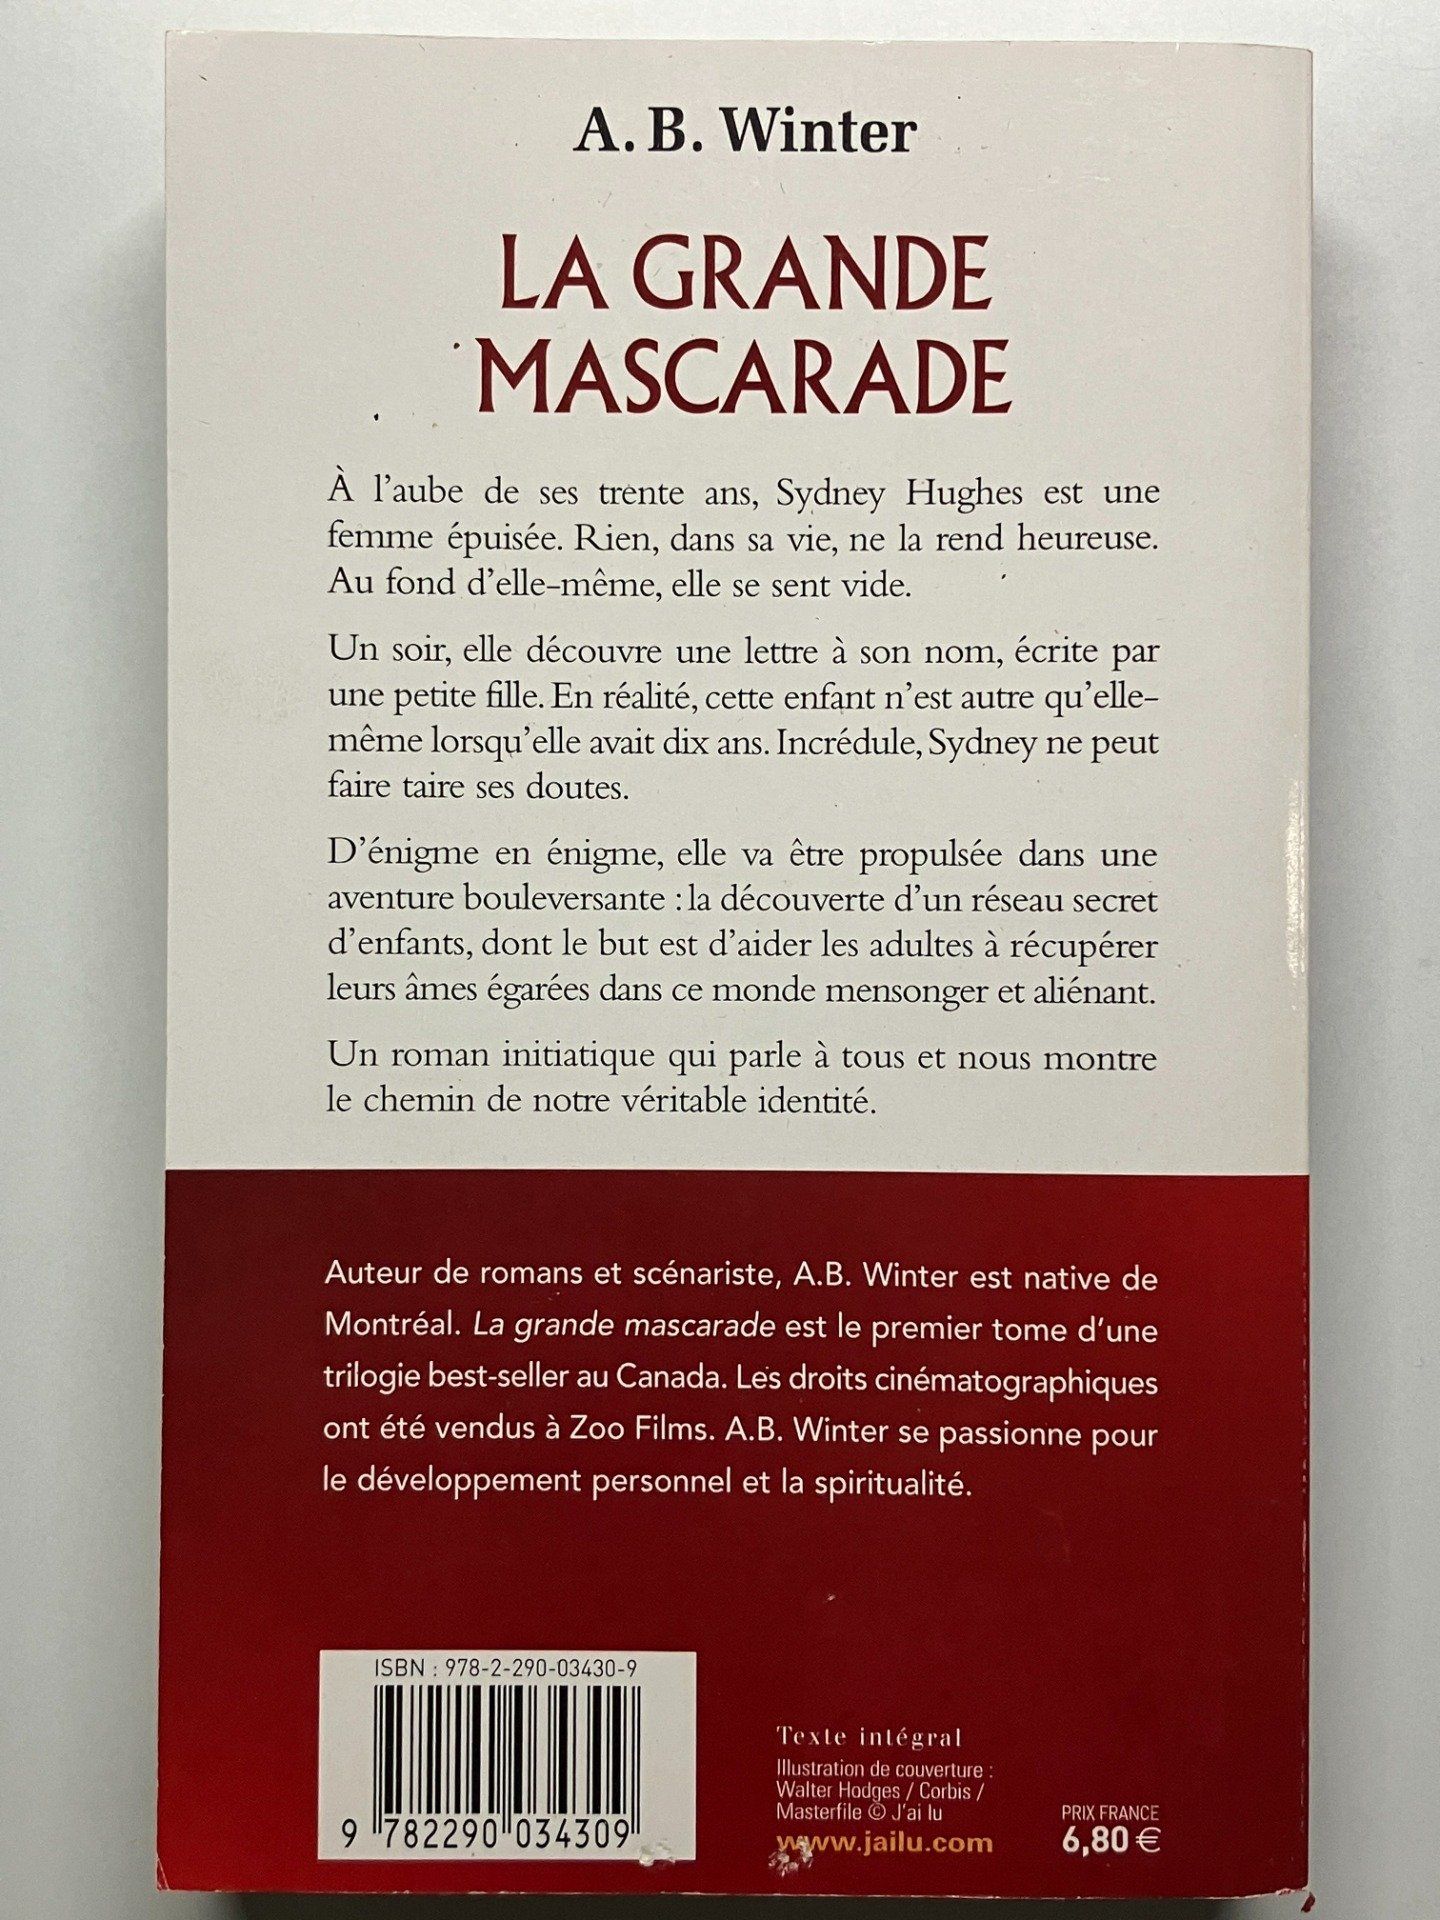 A. B. Winter
LA GRANDE
MASCARADE
À l'aube de ses trente ans, Sydney Hughes est une
femme épuisée. Rien, dans sa vie, ne la rend heureuse.
Au fond d'elle-même, elle se sent vide.
Un soir, elle découvre une lettre à son nom, écrite par
une petite fille. En réalité, cette enfant n'est autre qu'elle-
même lorsqu'elle avait dix ans. Incrédule, Sydney ne peut
faire taire ses doutes.
D'énigme en énigme, elle va être propulsée dans une
aventure bouleversante : la découverte d'un réseau secret
d'enfants, dont le but est d'aider les adultes à récupérer
leurs âmes égarées dans ce monde mensonger et aliénant.
Un roman initiatique qui parle à tous et nous montre
le chemin de notre véritable identité.
Auteur de romans et scénariste, A.B. Winter est native de
Montréal. La grande mascarade est le premier tome d'une
trilogie best-seller au Canada. Les droits cinématographiques
ont été vendus à Zoo Films. A.B. Winter se passionne pour
le développement personnel et la spiritualité.
ISBN : 978-2-290-03430-9
9 782290 034309
Texte intégral
Illustration de couverture :
Walter Hodges / Corbis /
Masterfile © J'ai lu
www.jailu.com
PRIX FRANCE
6,80 €